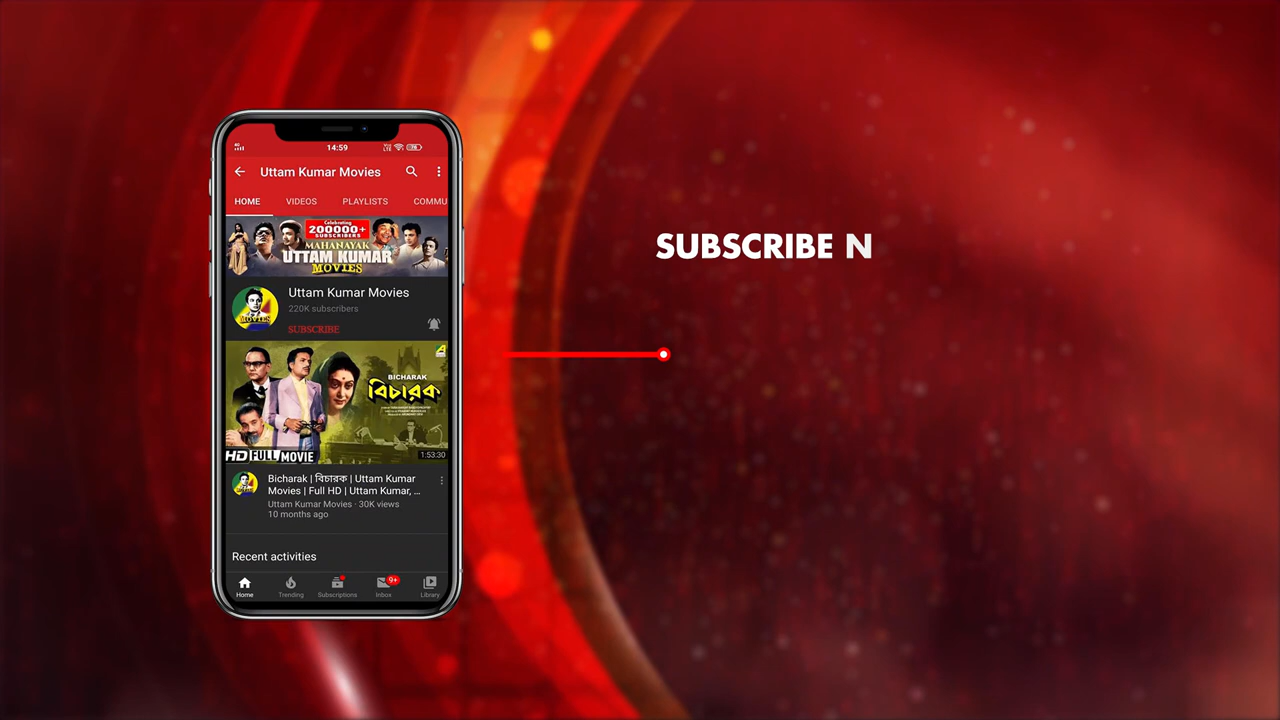 14:59
Uttam Kumar Movies
HOME VIDEOS PLAYLISTS COMMU
Celebrating
200000+
SUBSCRIBERS
MAHANAYAK
UTTAM KUMAR
MOVIES
Uttam Kumar Movies
220K subscribers
SUBSCRIBE
BICHARAK
বিচারক
HD FULL MOVIE
1:53:30
Bicharak | বিচারক | Uttam Kumar
Movies | Full HD | Uttam Kumar, ...
Uttam Kumar Movies · 30K views
10 months ago
Recent activities
9+
Home Trending Subscriptions Inbox Library
SUBSCRIBE N